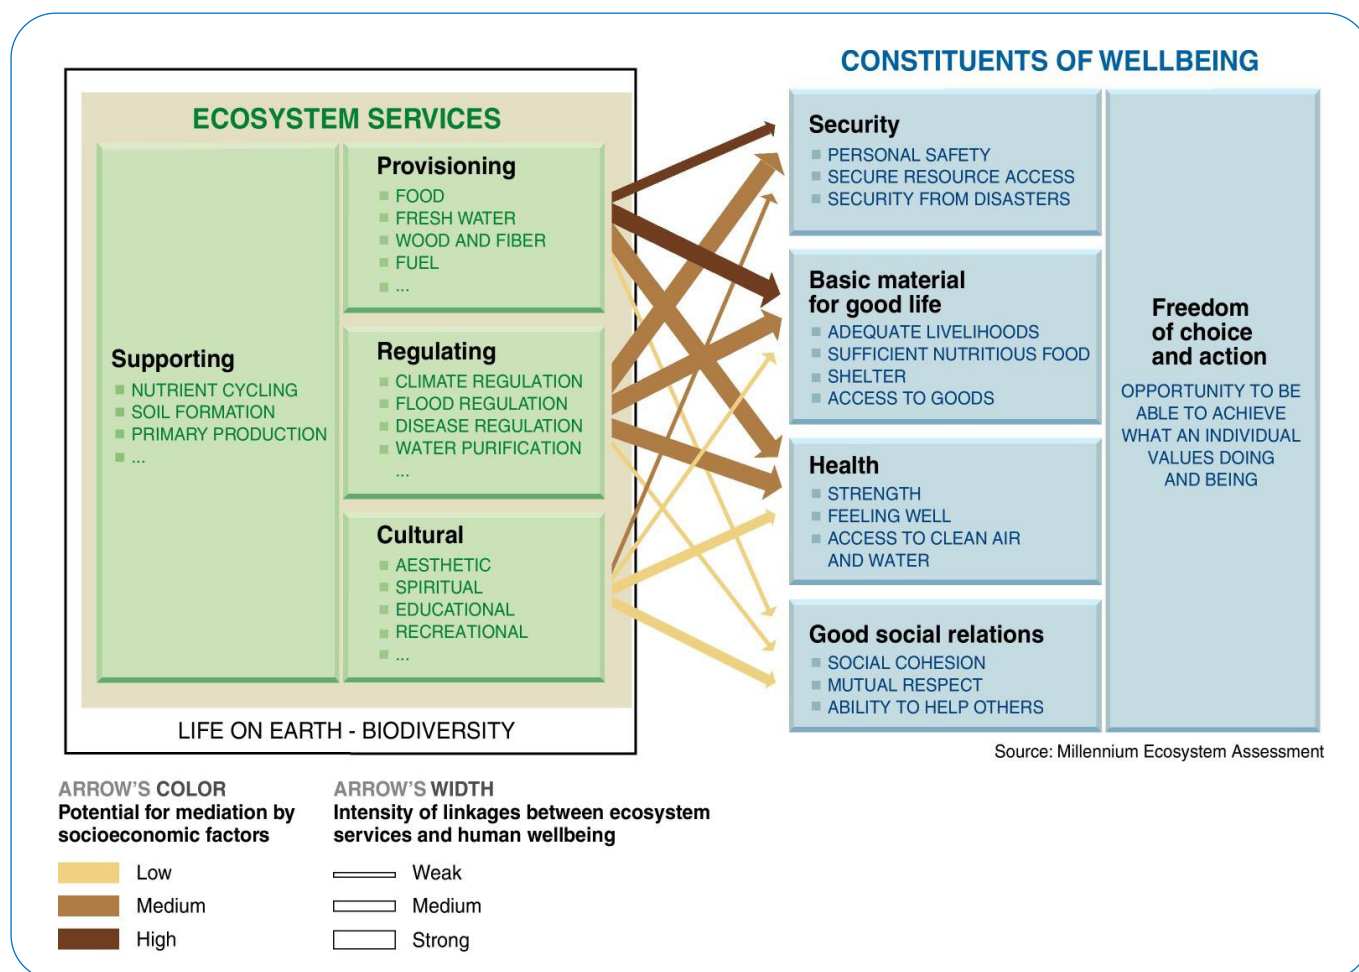 ECOSYSTEM SERVICES
Supporting
NUTRIENT CYCLING
SOIL FORMATION
PRIMARY PRODUCTION
...
Provisioning
FOOD
FRESH WATER
WOOD AND FIBER
FUEL
...
Regulating
CLIMATE REGULATION
FLOOD REGULATION
DISEASE REGULATION
WATER PURIFICATION
...
Cultural
AESTHETIC
SPIRITUAL
EDUCATIONAL
RECREATIONAL
...
LIFE ON EARTH - BIODIVERSITY
CONSTITUENTS OF WELLBEING
Security
PERSONAL SAFETY
SECURE RESOURCE ACCESS
SECURITY FROM DISASTERS
Basic material
for good life
ADEQUATE LIVELIHOODS
SUFFICIENT NUTRITIOUS FOOD
SHELTER
ACCESS TO GOODS
Health
STRENGTH
FEELING WELL
ACCESS TO CLEAN AIR
AND WATER
Good social relations
SOCIAL COHESION
MUTUAL RESPECT
ABILITY TO HELP OTHERS
Freedom
of choice
and action
OPPORTUNITY TO BE
ABLE TO ACHIEVE
WHAT AN INDIVIDUAL
VALUES DOING
AND BEING
Source: Millennium Ecosystem Assessment
ARROW'S COLOR
Potential for mediation by
socioeconomic factors
Low
Medium
High
ARROW'S WIDTH
Intensity of linkages between ecosystem
services and human wellbeing
Weak
Medium
Strong